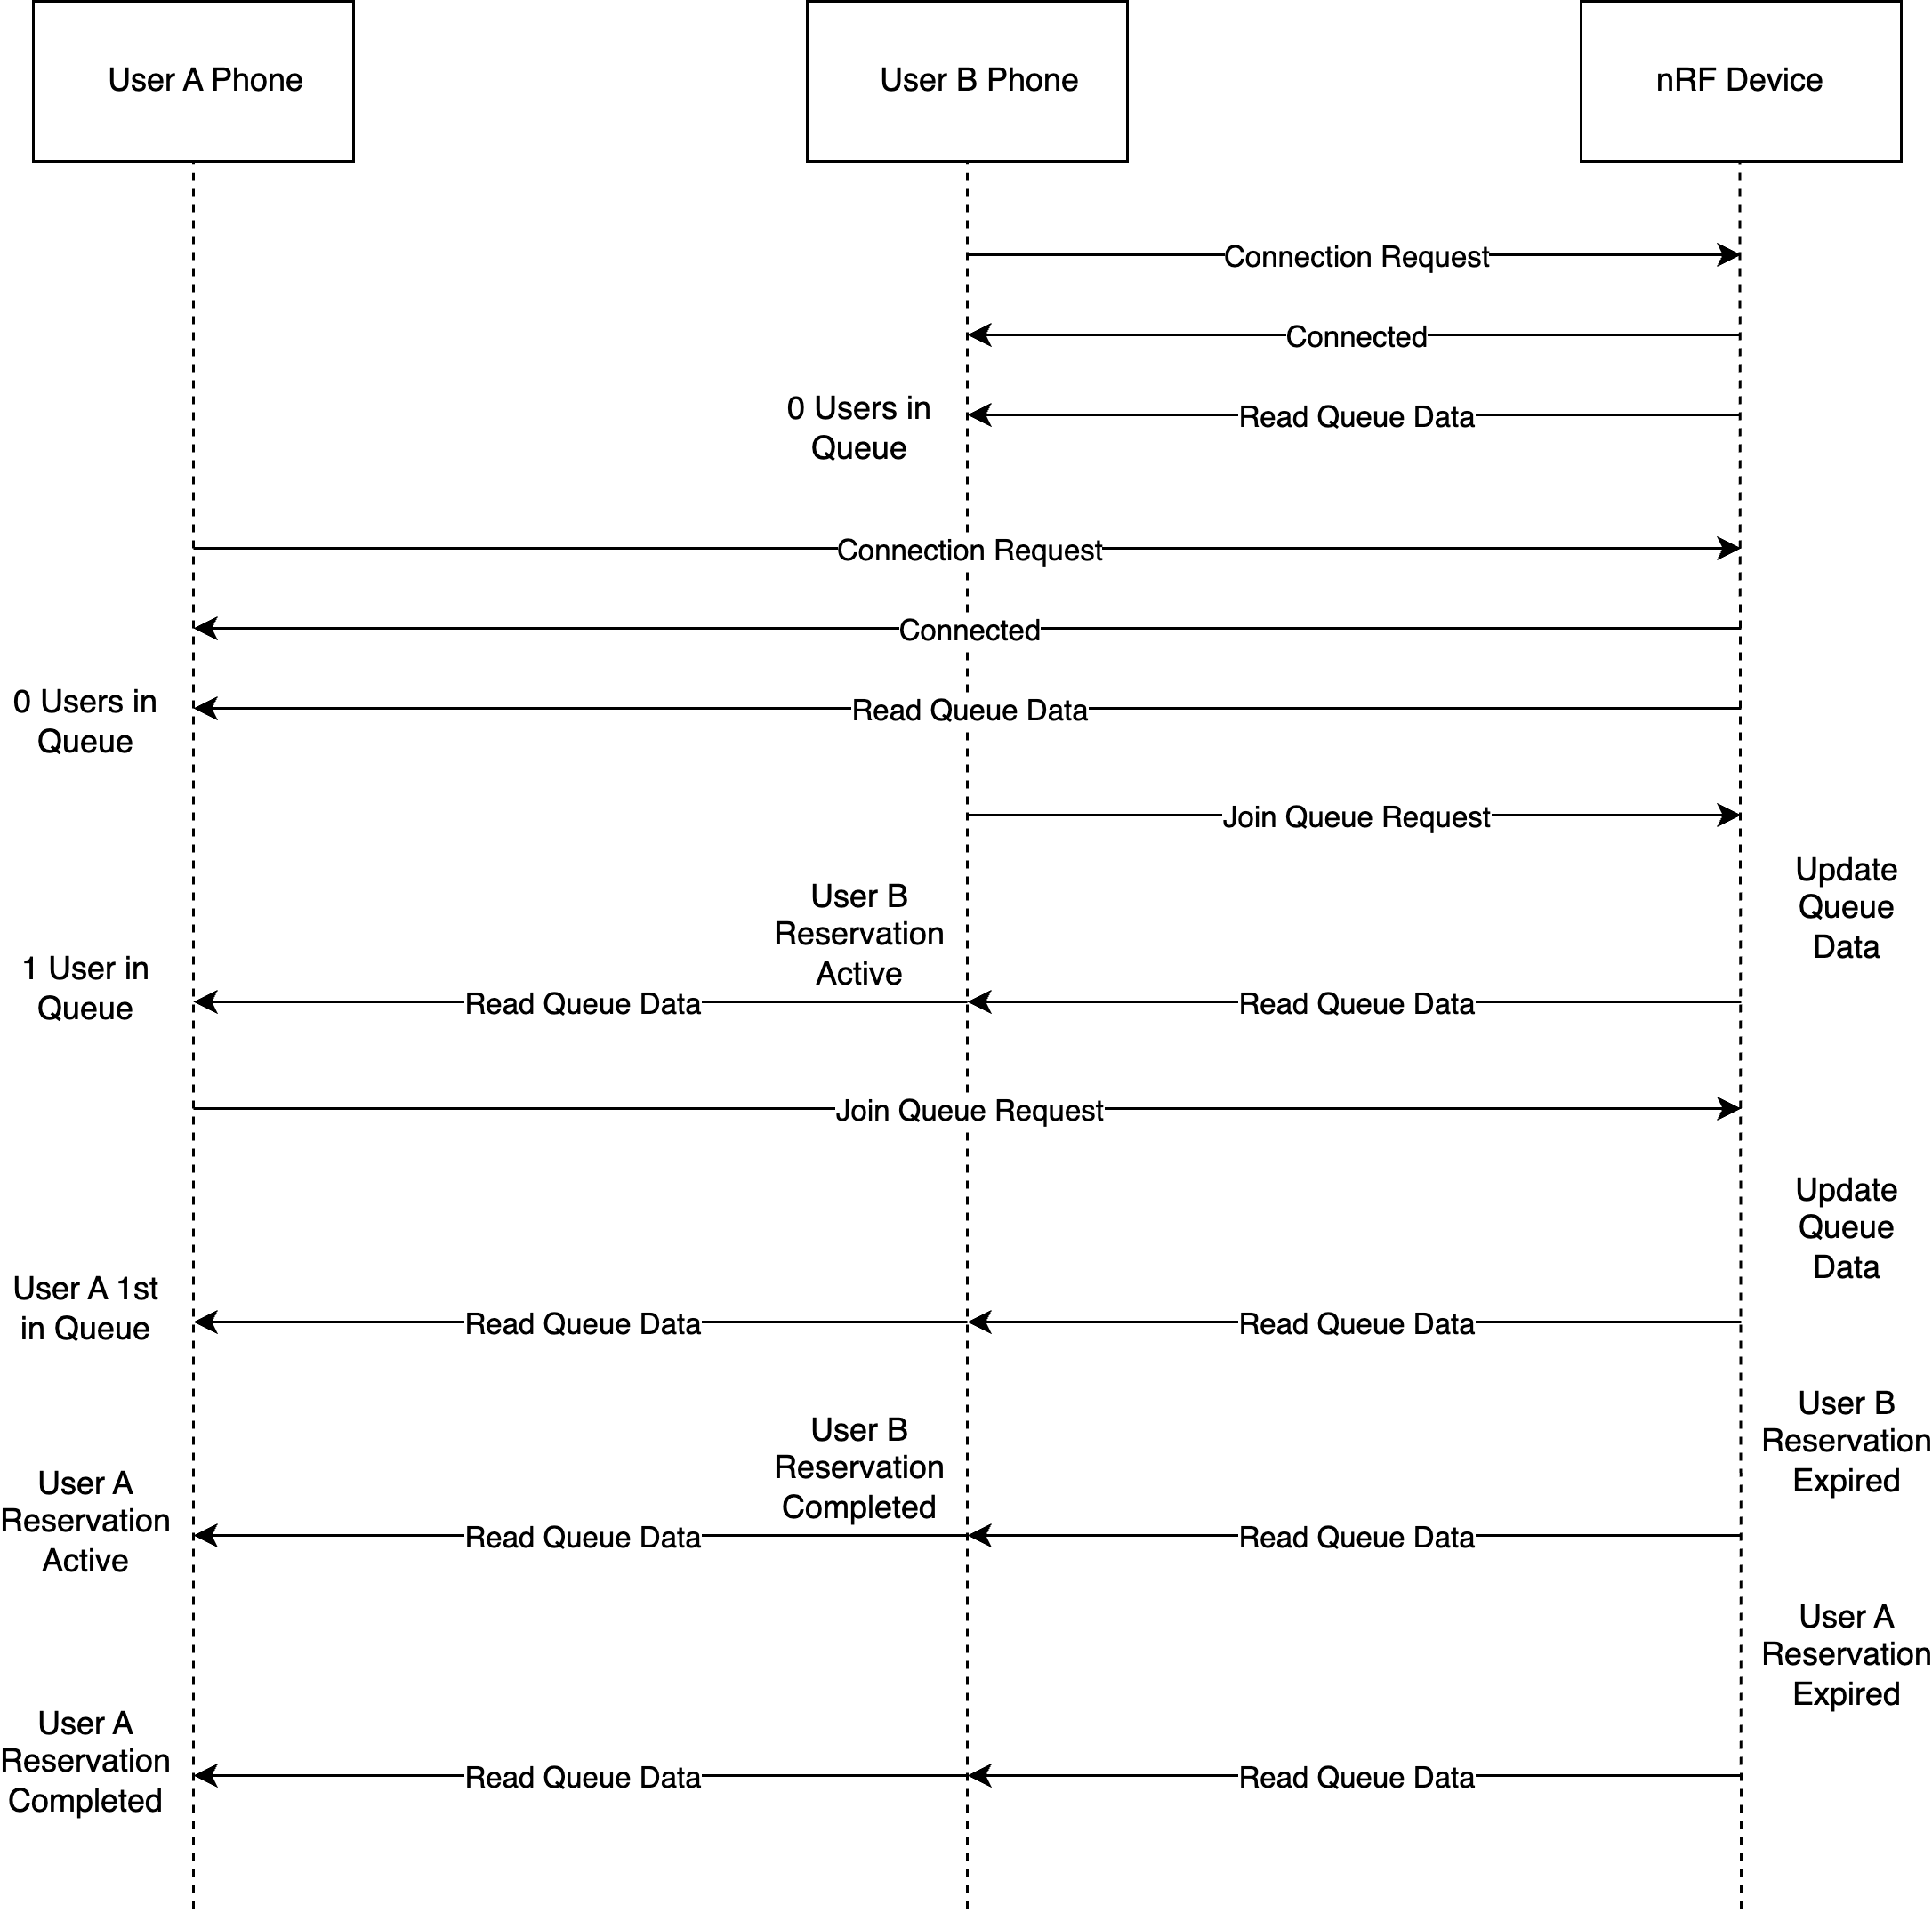 User A Phone
User B Phone
nRF Device
Connection Request
Connected
0 Users in
Queue
Read Queue Data
Connection Request
Connected
0 Users in
Queue
Read Queue Data
Join Queue Request
Update
Queue
Data
User B
Reservation
Active
1 User in
Queue
Read Queue Data
Read Queue Data
Join Queue Request
Update
Queue
Data
User A 1st
in Queue
Read Queue Data
Read Queue Data
User B
Reservation
Expired
User B
Reservation
Completed
User A
Reservation
Active
Read Queue Data
Read Queue Data
User A
Reservation
Expired
User A
Reservation
Completed
Read Queue Data
Read Queue Data